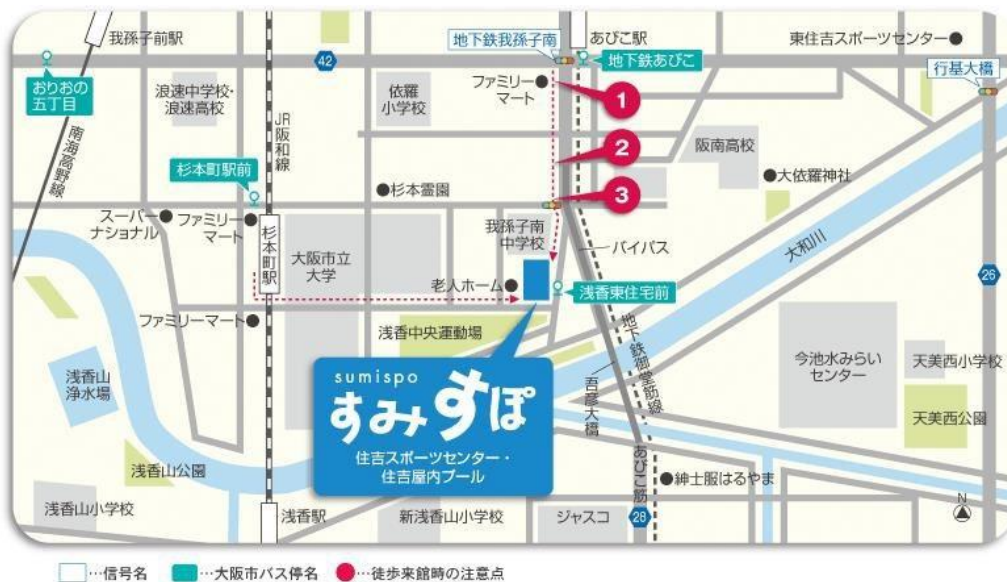 我孫子前駅
42
地下鉄我孫子南
あびこ駅
地下鉄あびこ
東住吉スポーツセンター
行基大橋
おりおの
五丁目
浪速中学校・
浪速高校
JR阪和線
依羅
小学校
ファミリー
マート
1
2
3
南海高野線
杉本町駅前
阪南高校
杉本霊園
大依羅神社
スーパー
ナショナル
ファミリー
マート
杉本町駅
大阪市立
大学
我孫子南
中学校
バイパス
大和川
26
老人ホーム
浅香東住宅前
ファミリーマート
浅香中央運動場
地下鉄御堂筋線
吾彦大橋
今池水みらい
センター
天美西小学校
浅香山
浄水場
sumispo
すみすぽ
住吉スポーツセンター・
住吉屋内プール
天美西公園
浅香山公園
あびこ筋
紳士服はるやま
浅香山小学校
浅香駅
新浅香山小学校
ジャスコ
28
N
…信号名
…大阪市バス停名
…徒歩来館時の注意点